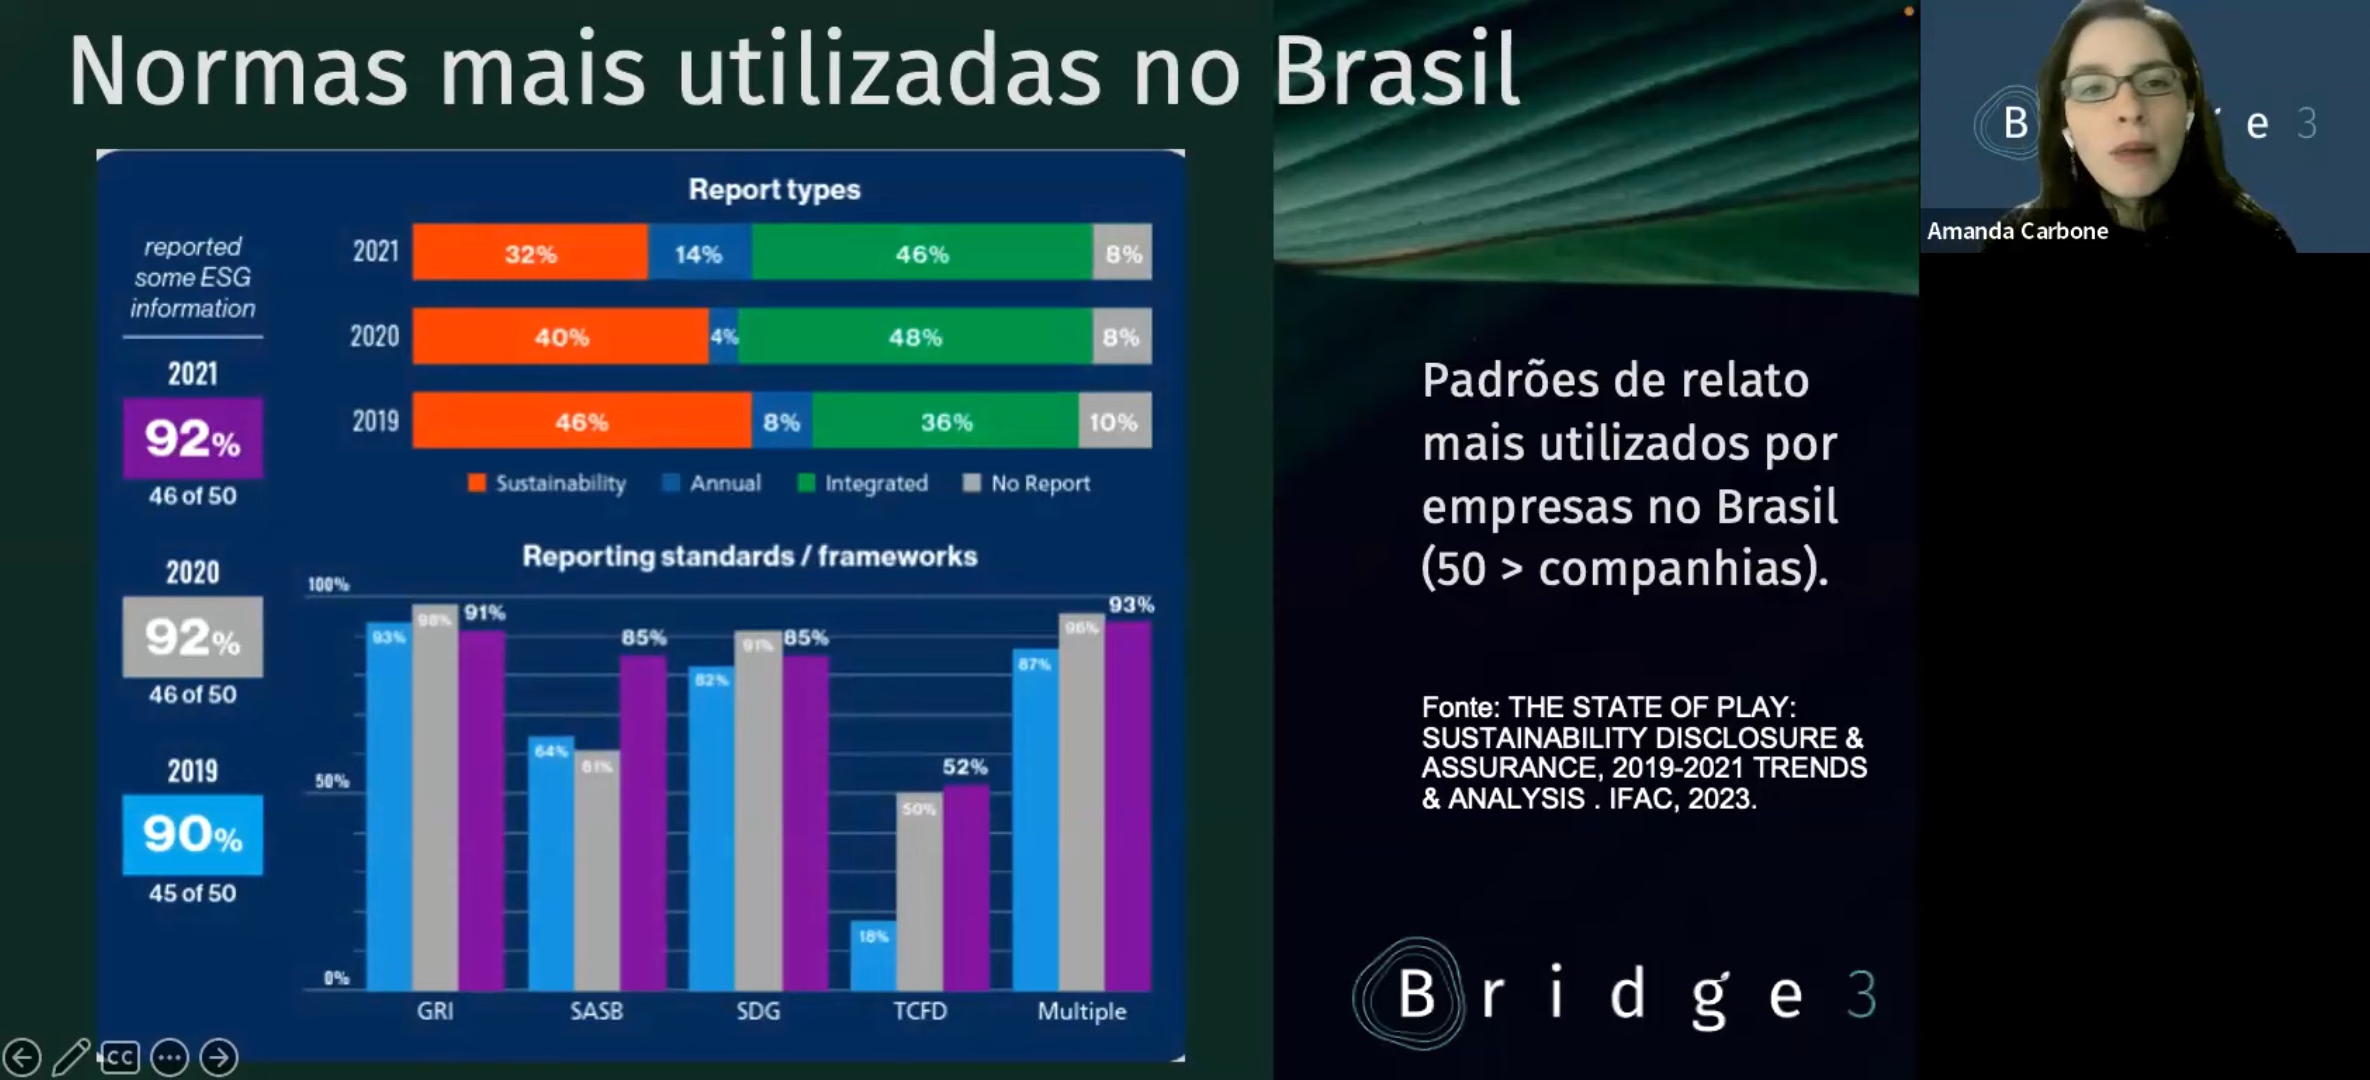 Normas mais utilizadas no Brasil
reported
some ESG
information
2021
92%
46 of 50
2020
92%
46 of 50
2019
90%
45 of 50
Report types
2021 32% 14% 46% 8%
2020 40% 4% 48% 8%
2019 46% 8% 36% 10%
Sustainability Annual Integrated No Report
Reporting standards / frameworks
100%
50%
0%
93% 98% 91%
64% 61% 85%
82% 91% 85%
18% 50% 52%
87% 96% 93%
GRI SASB SDG TCFD Multiple
CC
Padrões de relato
mais utilizados por
empresas no Brasil
(50 > companhias).
Fonte: THE STATE OF PLAY:
SUSTAINABILITY DISCLOSURE &
ASSURANCE, 2019-2021 TRENDS
& ANALYSIS . IFAC, 2023.
Bridge 3
B e 3
Amanda Carbone